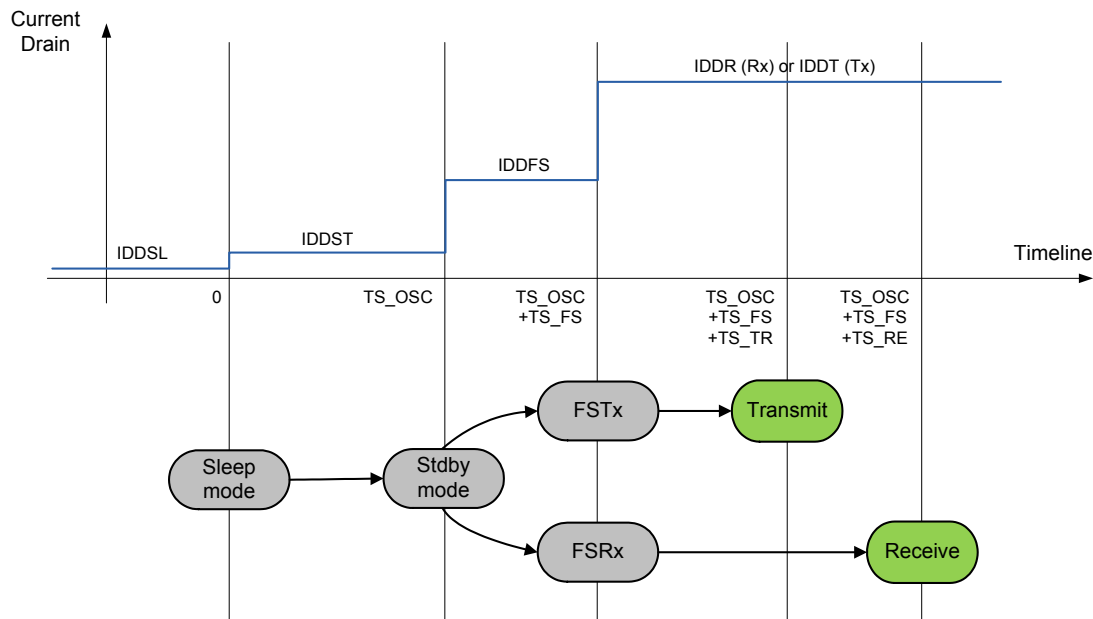 Current
Drain
IDDR (Rx) or IDDT (Tx)
IDDFS
IDDST
IDDSL
Timeline
0
TS_OSC
TS_OSC
+TS_FS
TS_OSC
+TS_FS
+TS_TR
TS_OSC
+TS_FS
+TS_RE
FSTx
Transmit
Sleep
mode
Stdby
mode
FSRx
Receive